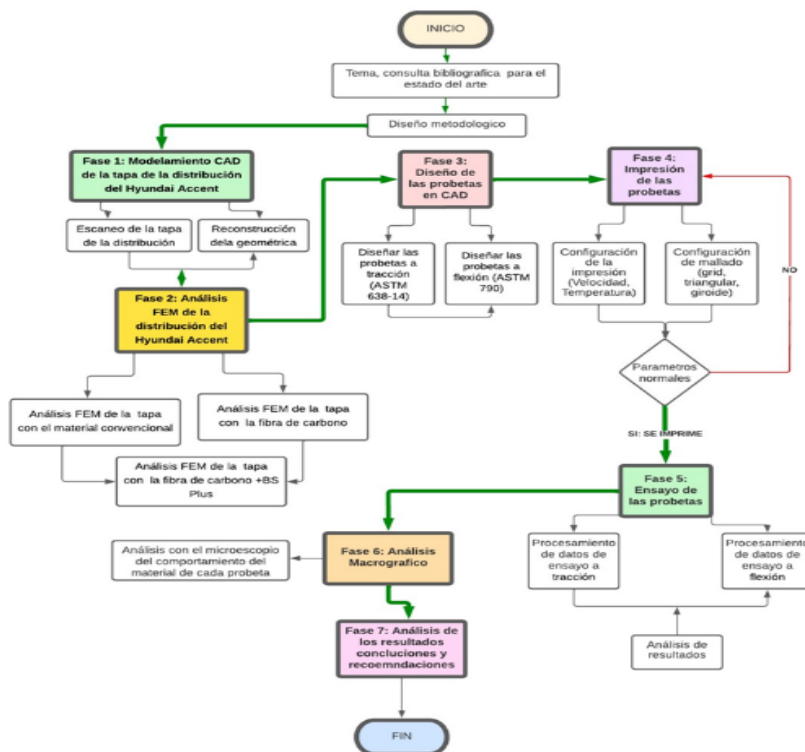 INICIO
Tema, consulta bibliografica para el
estado del arte
Diseño metodologico
Fase 1: Modelamiento CAD
de la tapa de la distribución
del Hyundai Accent
Escaneo de la tapa
de la distribución
Reconstrucción
dela geométrica
Fase 2: Análisis
FEM de la
distribución del
Hyundai Accent
Análisis FEM de la tapa
con el material convencional
Análisis FEM de la tapa
con la fibra de carbono
Análisis FEM de la tapa
con la fibra de carbono +BS
Plus
Fase 3:
Diseño de
las probetas
en CAD
Diseñar las
probetas a
tracción
(ASTM
638-14)
Diseñar las
probetas a
flexión (ASTM
790)
Fase 4:
Impresión de
las probetas
Configuración
de la
impresión
(Velocidad,
Temperatura)
Configuración
de mallado
(grid,
triangular,
giroide)
NO
Parametros
normales
SI: SE IMPRIME
Fase 5:
Ensayo de
las probetas
Procesamiento
de datos de
ensayo a
tracción
Procesamiento
de datos de
ensayo a
flexión
Análisis de
resultados
Fase 6: Análisis
Macrografico
Análisis con el microscopio
del comportamiento del
material de cada probeta
Fase 7: Análisis de
los resultados
concluciones y
recoemndaciones
FIN